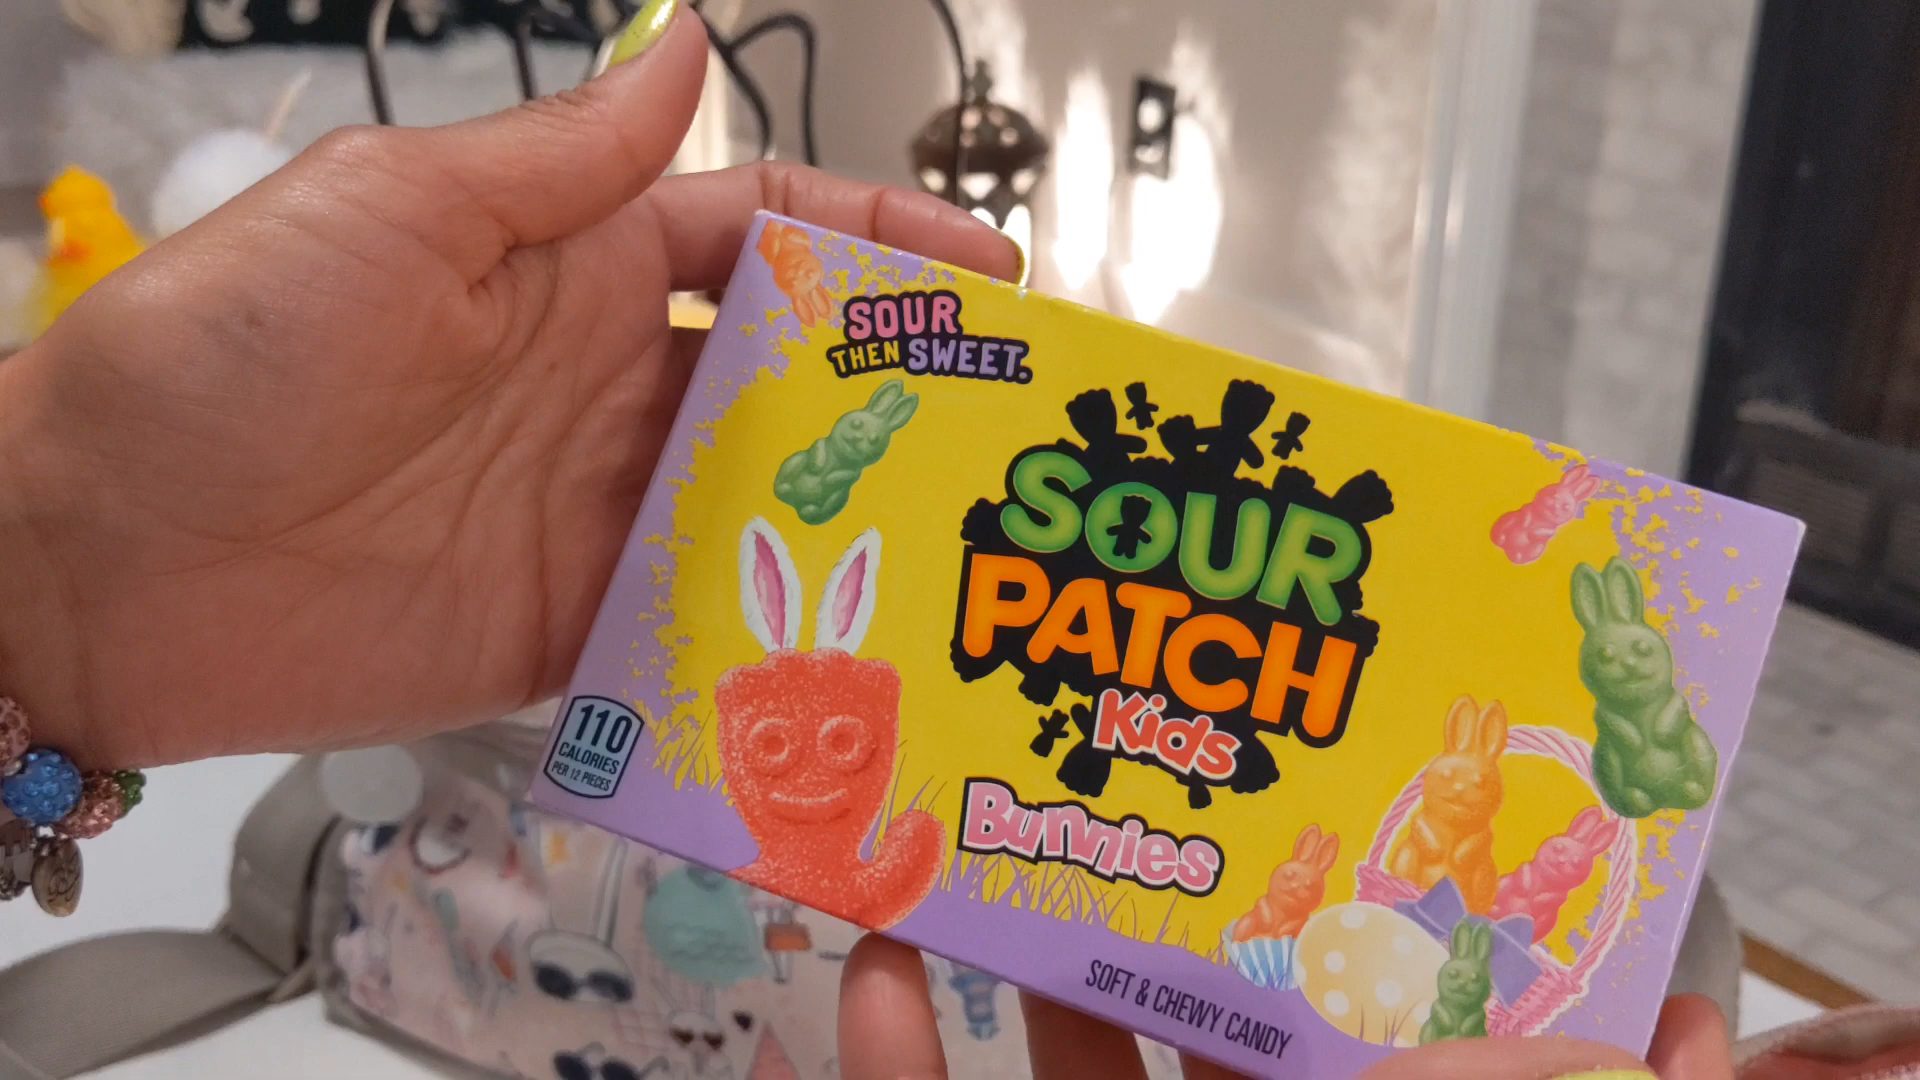 SOUR
THEN SWEET.
SOUR
PATCH
Kids
Bunnies
110
CALORIES
PER 12 PIECES
SOFT & CHEWY CANDY